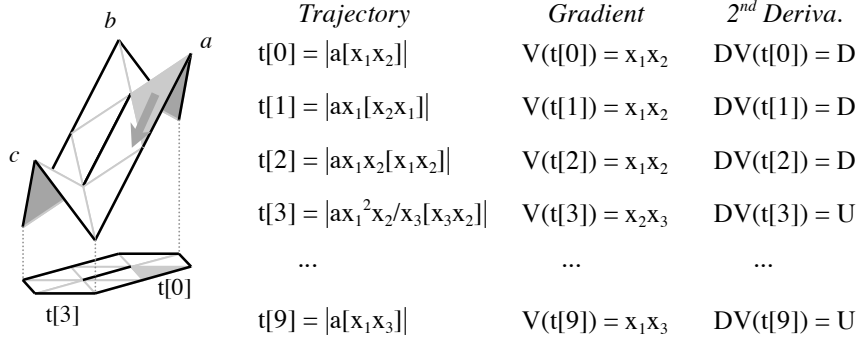 Trajectory Gradient 2nd Deriva.
b
a
c
t[0]
t[3]
t[0] = |a[x₁x₂]| V(t[0]) = x₁x₂ DV(t[0]) = D
t[1] = |ax₁[x₂x₁]| V(t[1]) = x₁x₂ DV(t[1]) = D
t[2] = |ax₁x₂[x₁x₂]| V(t[2]) = x₁x₂ DV(t[2]) = D
t[3] = |ax₁²x₂/x₃[x₃x₂]| V(t[3]) = x₂x₃ DV(t[3]) = U
... ... ...
t[9] = |a[x₁x₃]| V(t[9]) = x₁x₃ DV(t[9]) = U